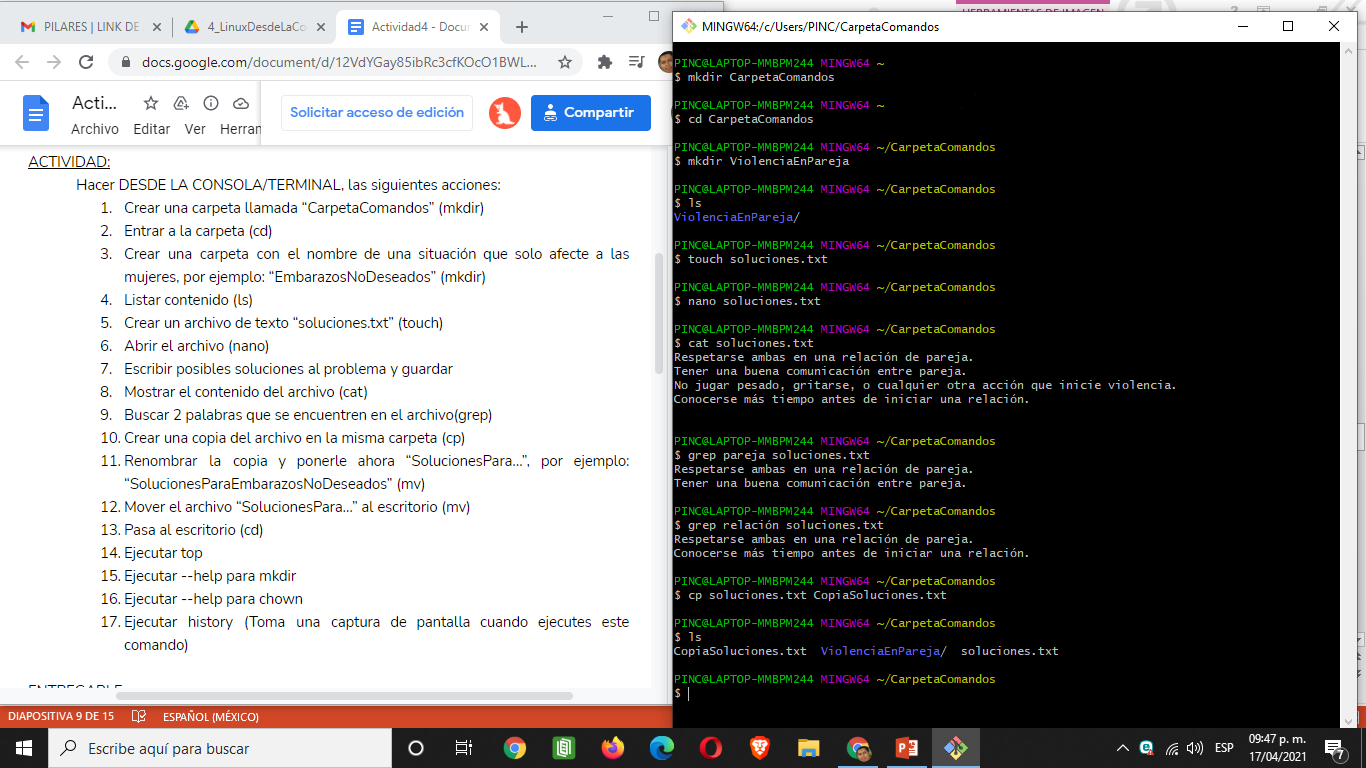 HERRAMIENTAS DE IMAGEN
PILARES | LINK DE
4_LinuxDesdeLaCo
Actividad4 - Docum
docs.google.com/document/d/12VdYGay85ibRc3cfKOcO1BWL...
Acti...
Archivo Editar Ver Herran
Solicitar acceso de edición
Compartir
ACTIVIDAD:
Hacer DESDE LA CONSOLA/TERMINAL, las siguientes acciones:
1. Crear una carpeta llamada “CarpetaComandos” (mkdir)
2. Entrar a la carpeta (cd)
3. Crear una carpeta con el nombre de una situación que solo afecte a las
mujeres, por ejemplo: “EmbarazosNoDeseados” (mkdir)
4. Listar contenido (ls)
5. Crear un archivo de texto “soluciones.txt” (touch)
6. Abrir el archivo (nano)
7. Escribir posibles soluciones al problema y guardar
8. Mostrar el contenido del archivo (cat)
9. Buscar 2 palabras que se encuentren en el archivo(grep)
10. Crear una copia del archivo en la misma carpeta (cp)
11. Renombrar la copia y ponerle ahora “SolucionesPara...”, por ejemplo:
“SolucionesParaEmbarazosNoDeseados” (mv)
12. Mover el archivo “SolucionesPara...” al escritorio (mv)
13. Pasa al escritorio (cd)
14. Ejecutar top
15. Ejecutar --help para mkdir
16. Ejecutar --help para chown
17. Ejecutar history (Toma una captura de pantalla cuando ejecutes este
comando)
ENTREGABLE
MINGW64:/c/Users/PINC/CarpetaComandos
PINC@LAPTOP-MMBPM244 MINGW64 ~
$ mkdir CarpetaComandos
PINC@LAPTOP-MMBPM244 MINGW64 ~
$ cd CarpetaComandos
PINC@LAPTOP-MMBPM244 MINGW64 ~/CarpetaComandos
$ mkdir ViolenciaEnPareja
PINC@LAPTOP-MMBPM244 MINGW64 ~/CarpetaComandos
$ ls
ViolenciaEnPareja/
PINC@LAPTOP-MMBPM244 MINGW64 ~/CarpetaComandos
$ touch soluciones.txt
PINC@LAPTOP-MMBPM244 MINGW64 ~/CarpetaComandos
$ nano soluciones.txt
PINC@LAPTOP-MMBPM244 MINGW64 ~/CarpetaComandos
$ cat soluciones.txt
Respetarse ambas en una relación de pareja.
Tener una buena comunicación entre pareja.
No jugar pesado, gritarse, o cualquier otra acción que inicie violencia.
Conocerse más tiempo antes de iniciar una relación.
PINC@LAPTOP-MMBPM244 MINGW64 ~/CarpetaComandos
$ grep pareja soluciones.txt
Respetarse ambas en una relación de pareja.
Tener una buena comunicación entre pareja.
PINC@LAPTOP-MMBPM244 MINGW64 ~/CarpetaComandos
$ grep relación soluciones.txt
Respetarse ambas en una relación de pareja.
Conocerse más tiempo antes de iniciar una relación.
PINC@LAPTOP-MMBPM244 MINGW64 ~/CarpetaComandos
$ cp soluciones.txt CopiaSoluciones.txt
PINC@LAPTOP-MMBPM244 MINGW64 ~/CarpetaComandos
$ ls
CopiaSoluciones.txt ViolenciaEnPareja/ soluciones.txt
PINC@LAPTOP-MMBPM244 MINGW64 ~/CarpetaComandos
$
DIAPOSITIVA 9 DE 15 ESPAÑOL (MÉXICO)
Escribe aquí para buscar
ESP
09:47 p. m.
17/04/2021
7